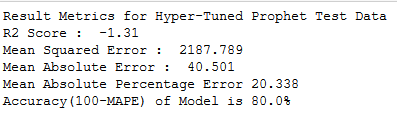 Result Metrics for Hyper-Tuned Prophet Test Data
R2 Score :  -1.31
Mean Squared Error :  2187.789
Mean Absolute Error :  40.501
Mean Absolute Percentage Error 20.338
Accuracy(100-MAPE) of Model is 80.0%